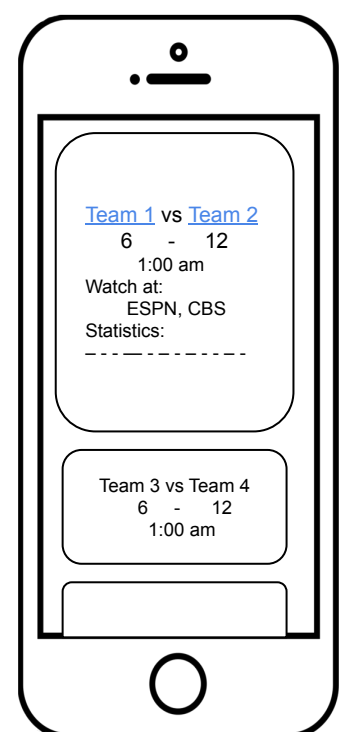 Team 1 vs Team 2
6 - 12
1:00 am
Watch at:
ESPN, CBS
Statistics:
Team 3 vs Team 4
6 - 12
1:00 am